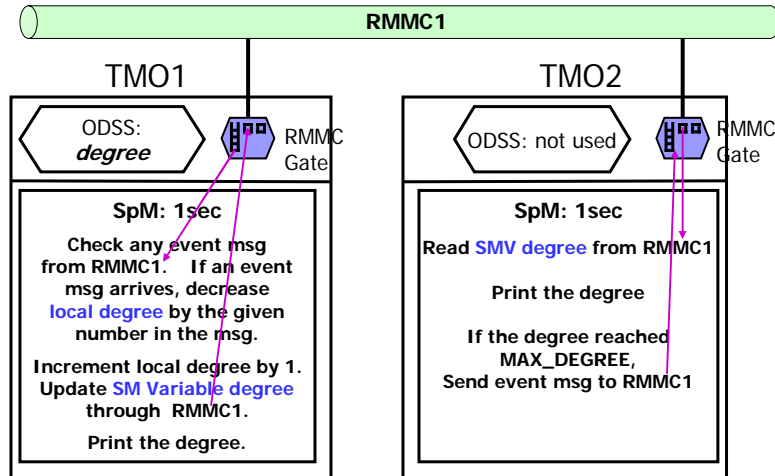 RMMC1
TMO1
ODSS:
degree
RMMC
Gate
SpM: 1sec
Check any event msg
from RMMC1. If an event
msg arrives, decrease
local degree by the given
number in the msg.
Increment local degree by 1.
Update SM Variable degree
through RMMC1.
Print the degree.
TMO2
ODSS: not used
RMMC
Gate
SpM: 1sec
Read SMV degree from RMMC1
Print the degree
If the degree reached
MAX_DEGREE,
Send event msg to RMMC1